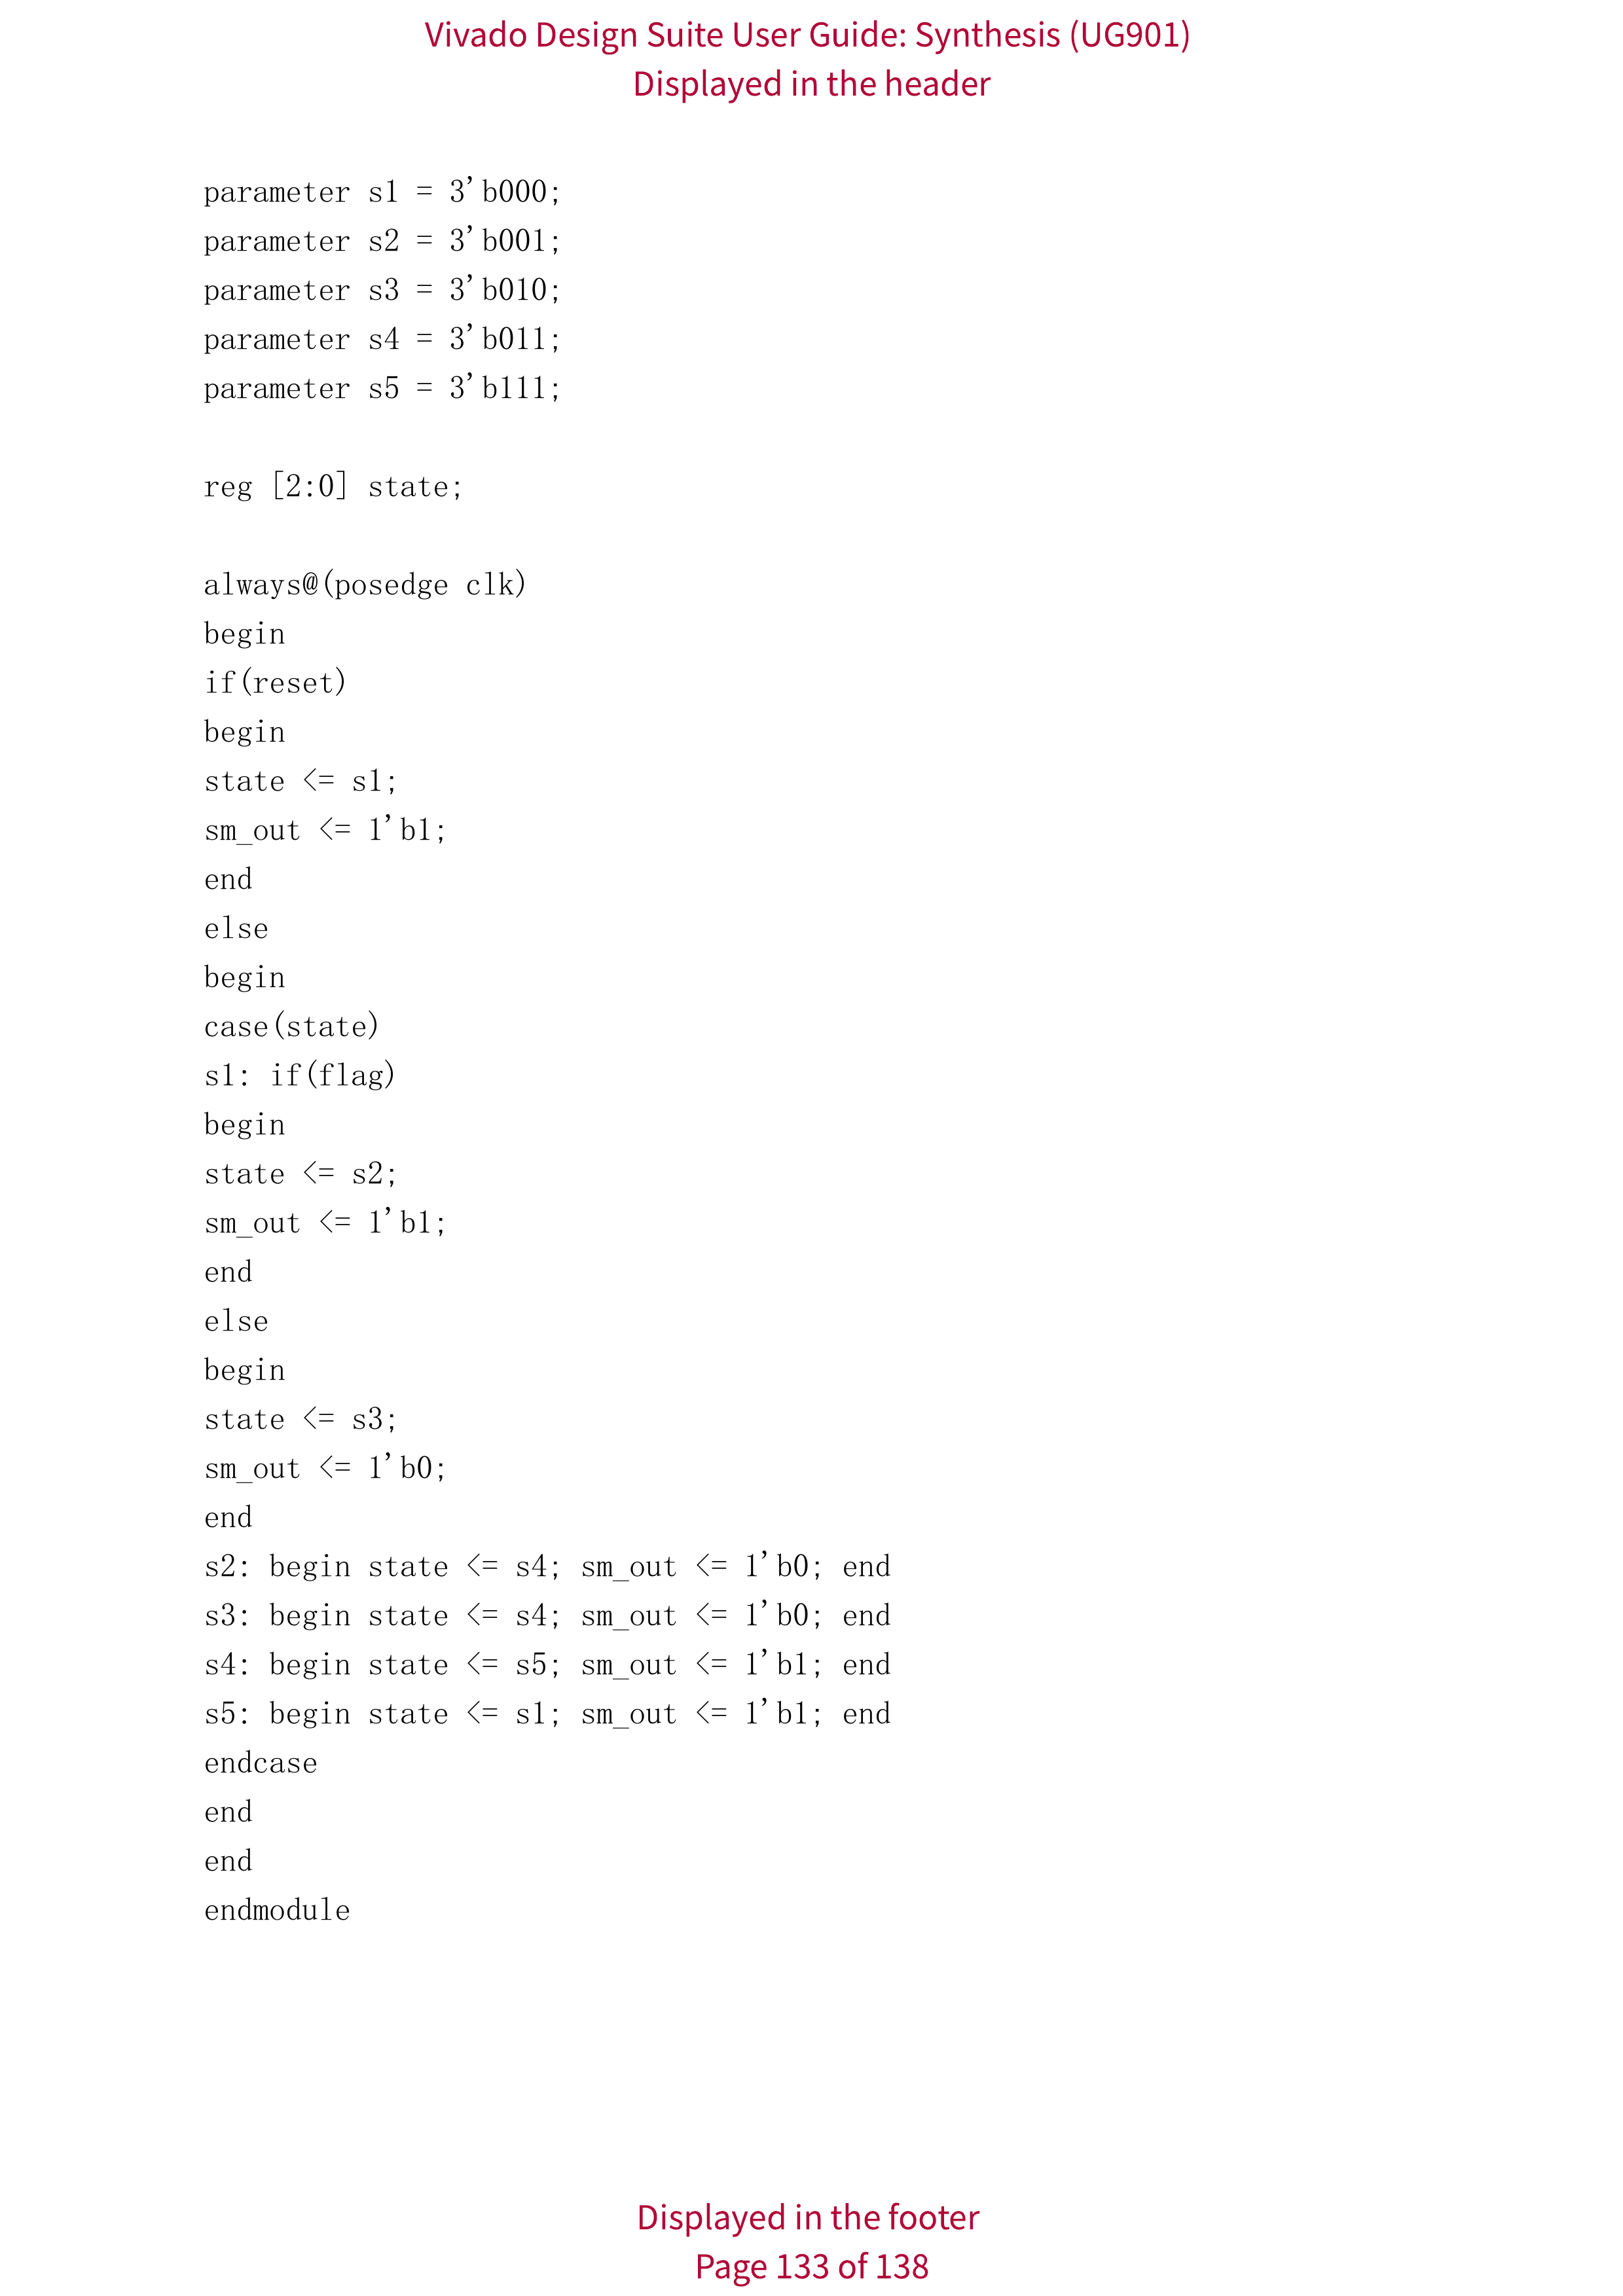 Vivado Design Suite User Guide: Synthesis (UG901)
Displayed in the header
parameter s1 = 3'b000;
parameter s2 = 3'b001;
parameter s3 = 3'b010;
parameter s4 = 3'b011;
parameter s5 = 3'b111;
reg [2:0] state;
always@(posedge clk)
begin
if(reset)
begin
state <= s1;
sm_out <= 1'b1;
end
else
begin
case(state)
s1: if(flag)
begin
state <= s2;
sm_out <= 1'b1;
end
else
begin
state <= s3;
sm_out <= 1'b0;
end
s2: begin state <= s4; sm_out <= 1'b0; end
s3: begin state <= s4; sm_out <= 1'b0; end
s4: begin state <= s5; sm_out <= 1'b1; end
s5: begin state <= s1; sm_out <= 1'b1; end
endcase
end
end
endmodule
Displayed in the footer
Page 133 of 138